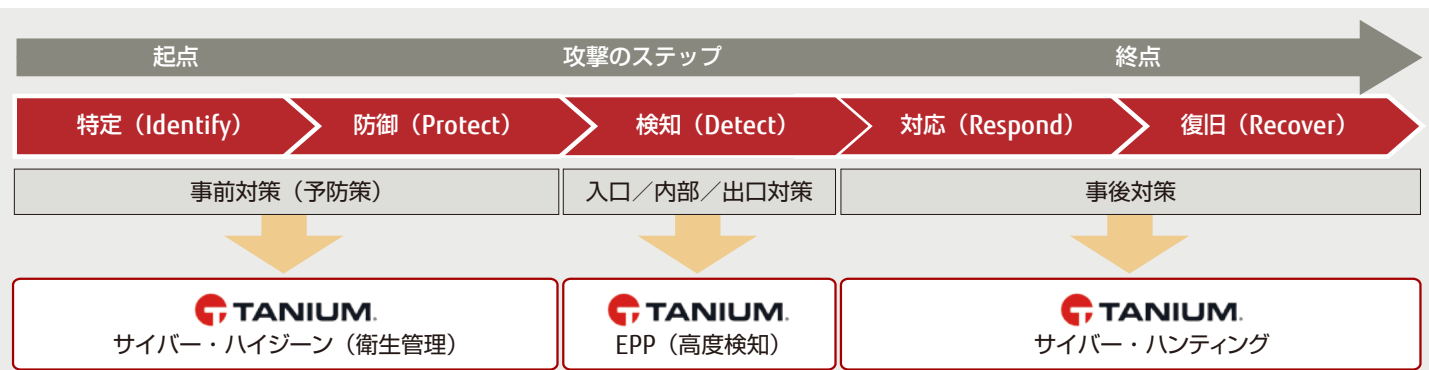 起点 攻撃のステップ 終点
特定（Identify） 防御（Protect） 検知（Detect） 対応（Respond） 復旧（Recover）
事前対策（予防策） 入口／内部／出口対策 事後対策
TANIUM. TANIUM. TANIUM.
サイバー・ハイジーン（衛生管理） EPP（高度検知） サイバー・ハンティング